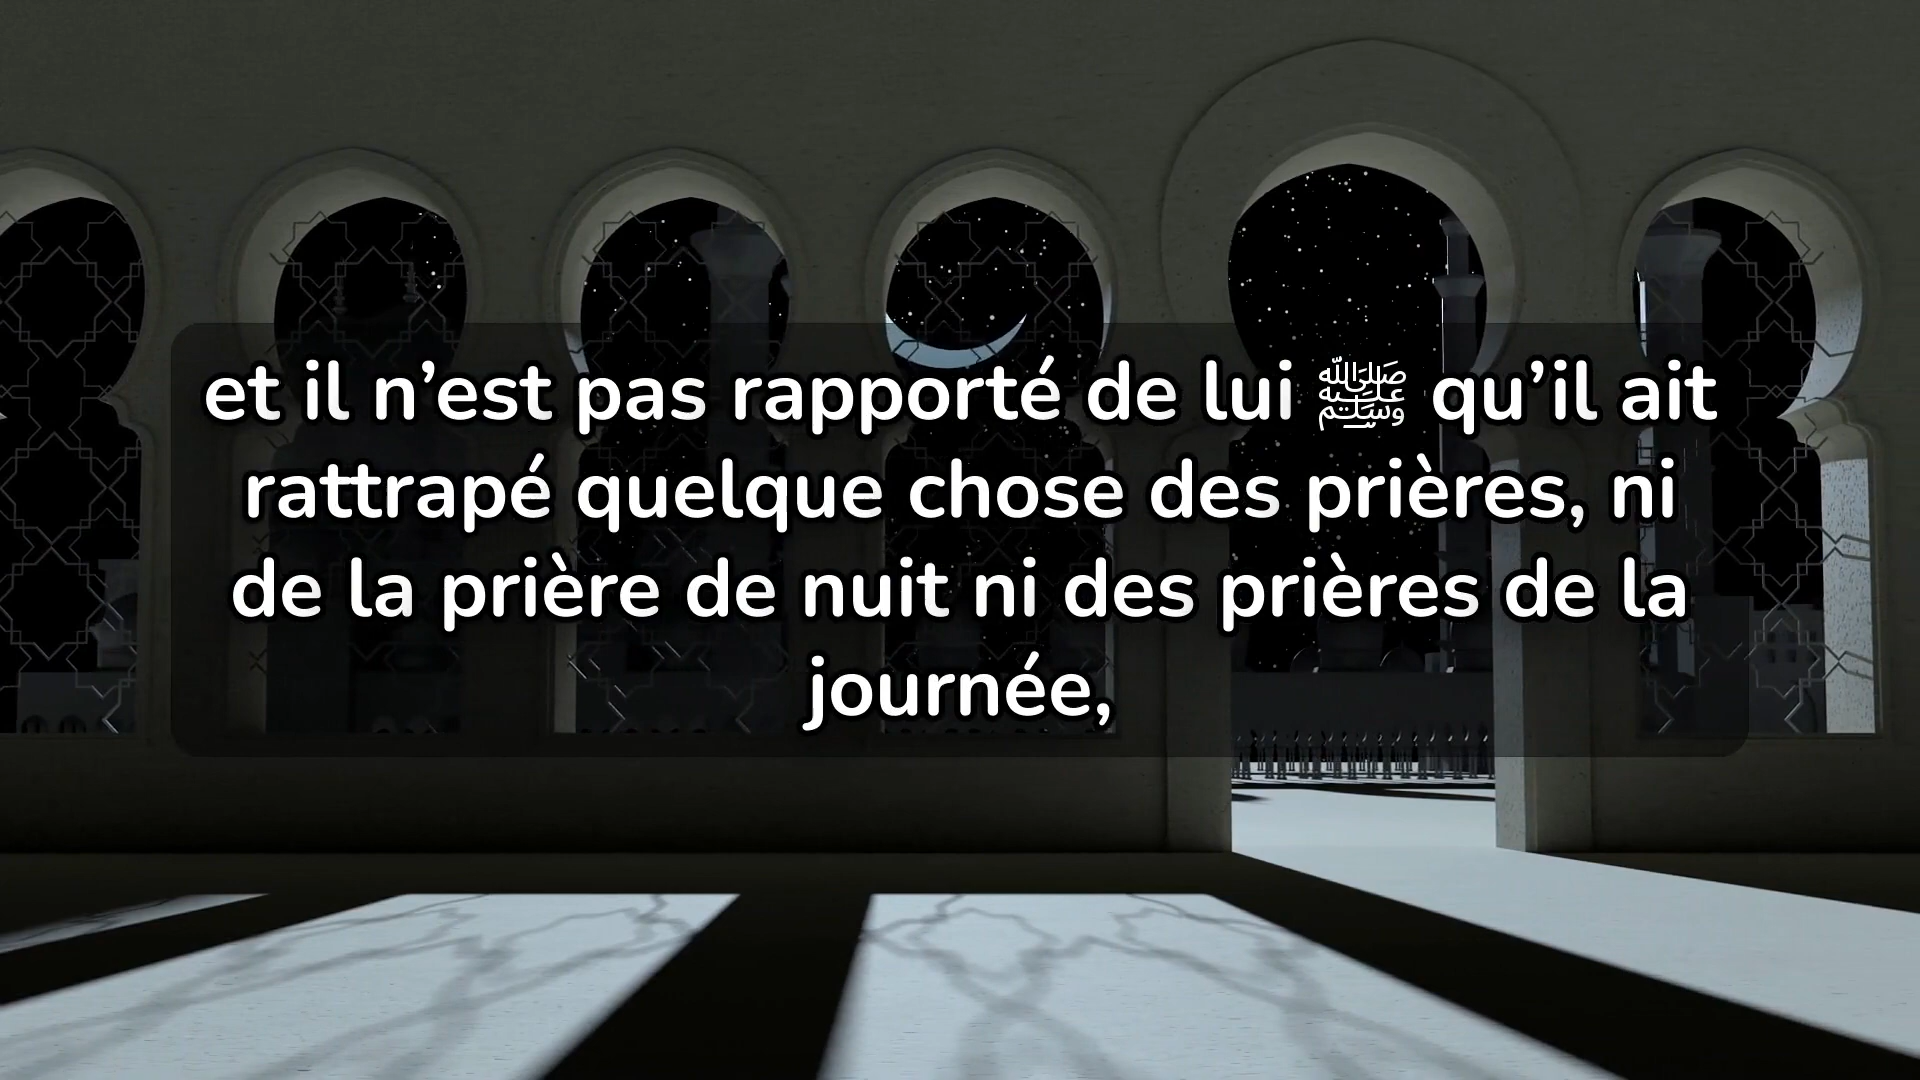 et il n’est pas rapporté de lui ﷺ qu’il ait
rattrapé quelque chose des prières, ni
de la prière de nuit ni des prières de la
journée,